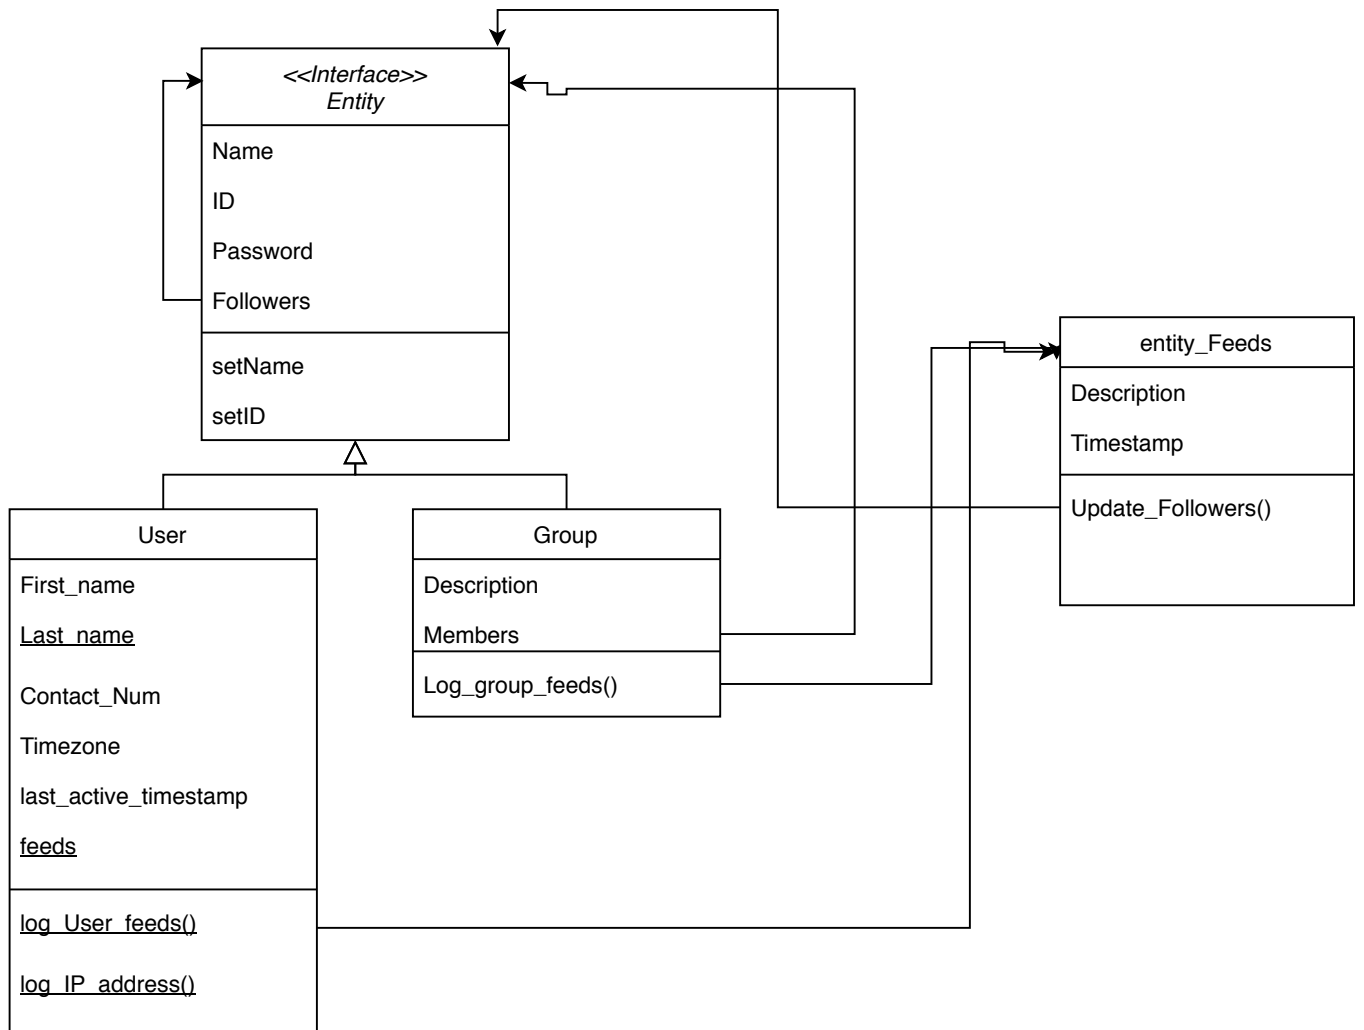 <<Interface>>
Entity
Name
ID
Password
Followers
setName
setID
entity_Feeds
Description
Timestamp
Update_Followers()
User
First_name
Last_name
Contact_Num
Timezone
last_active_timestamp
feeds
log_User_feeds()
log_IP_address()
Group
Description
Members
Log_group_feeds()